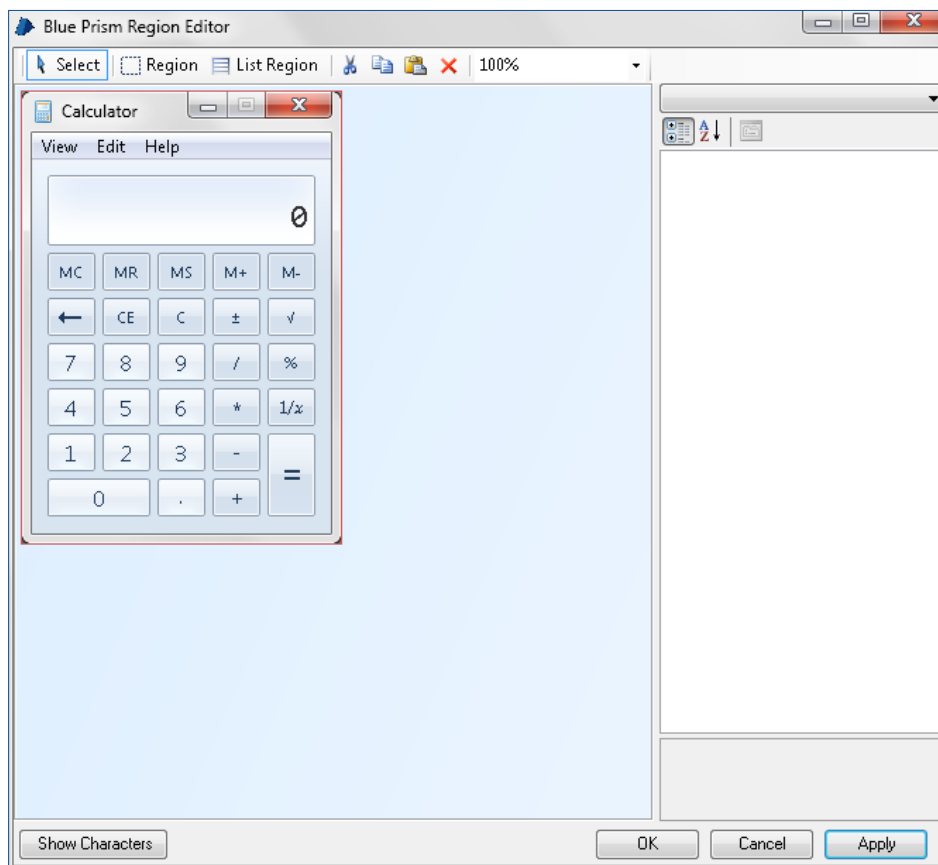 Blue Prism Region Editor
Select Region List Region 100%
Calculator
View Edit Help
0
MC MR MS M+ M-
← CE C ± √
7 8 9 / %
4 5 6 * 1/x
1 2 3 - =
0 . +
Show Characters OK Cancel Apply